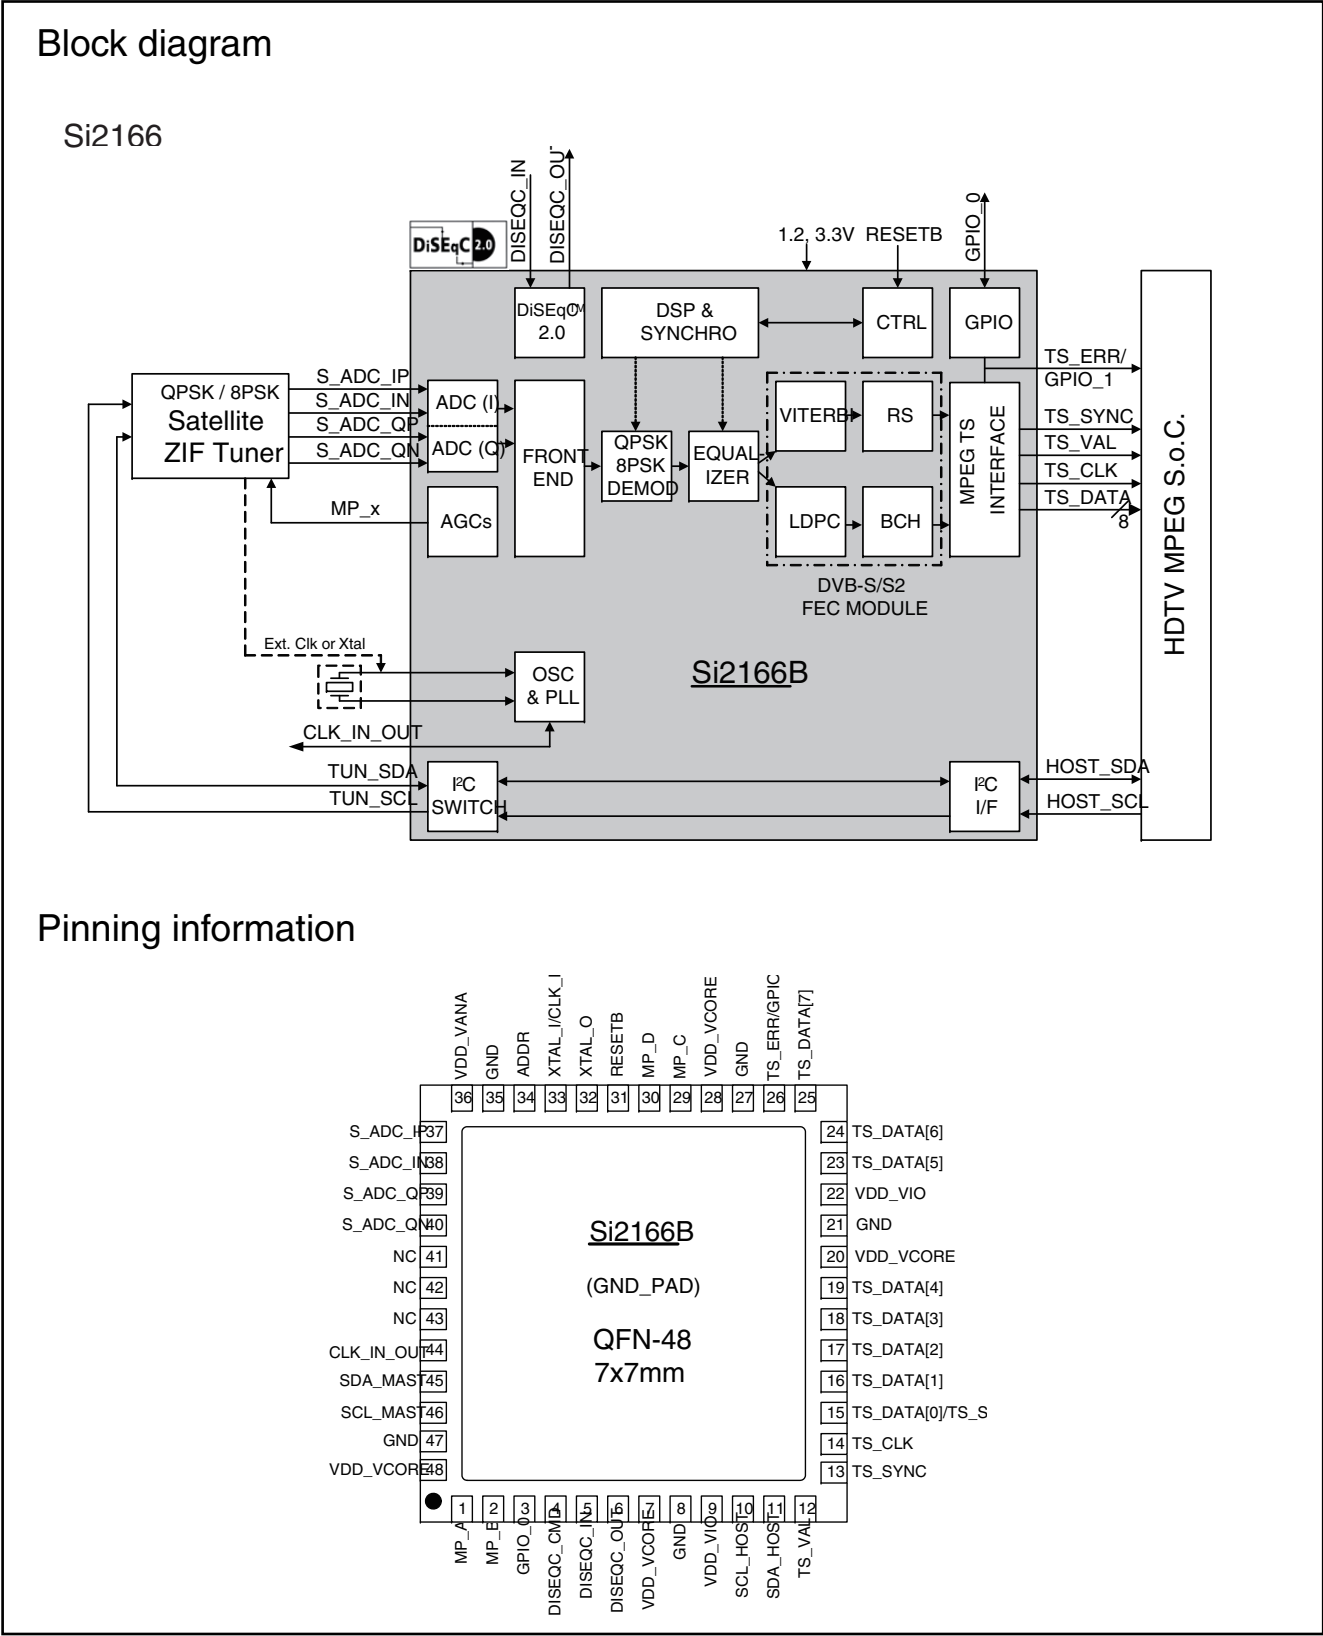 Block diagram
Si2166
DISEQC_IN
DISEQC_OUT
DiSEqC 2.0
1.2, 3.3V
RESETB
GPIO_0
DiSEqC™
2.0
DSP &
SYNCHRO
CTRL
GPIO
TS_ERR/
GPIO_1
QPSK / 8PSK
Satellite
ZIF Tuner
S_ADC_IP
S_ADC_IN
S_ADC_QP
S_ADC_QN
MP_x
ADC (I)
ADC (Q)
AGCs
FRONT
END
QPSK
8PSK
DEMOD
EQUAL
IZER
VITERBI
RS
LDPC
BCH
DVB-S/S2
FEC MODULE
MPEG TS
INTERFACE
TS_SYNC
TS_VAL
TS_CLK
TS_DATA
8
HDTV MPEG S.o.C.
Ext. Clk or Xtal
OSC
& PLL
Si2166B
CLK_IN_OUT
TUN_SDA
TUN_SCL
I²C
SWITCH
I²C
I/F
HOST_SDA
HOST_SCL
Pinning information
VDD_VANA
GND
ADDR
XTAL_I/CLK_I
XTAL_O
RESETB
MP_D
MP_C
VDD_VCORE
GND
TS_ERR/GPIO
TS_DATA[7]
36 35 34 33 32 31 30 29 28 27 26 25
S_ADC_IP 37
S_ADC_IN 38
S_ADC_QP 39
S_ADC_QN 40
NC 41
NC 42
NC 43
CLK_IN_OUT 44
SDA_MAST 45
SCL_MAST 46
GND 47
VDD_VCORE 48
Si2166B
(GND_PAD)
QFN-48
7x7mm
24 TS_DATA[6]
23 TS_DATA[5]
22 VDD_VIO
21 GND
20 VDD_VCORE
19 TS_DATA[4]
18 TS_DATA[3]
17 TS_DATA[2]
16 TS_DATA[1]
15 TS_DATA[0]/TS_S
14 TS_CLK
13 TS_SYNC
1 2 3 4 5 6 7 8 9 10 11 12
MP_A
MP_B
GPIO_0
DISEQC_CMD
DISEQC_IN
DISEQC_OUT
VDD_VCORE
GND
VDD_VIO
SCL_HOST
SDA_HOST
TS_VAL